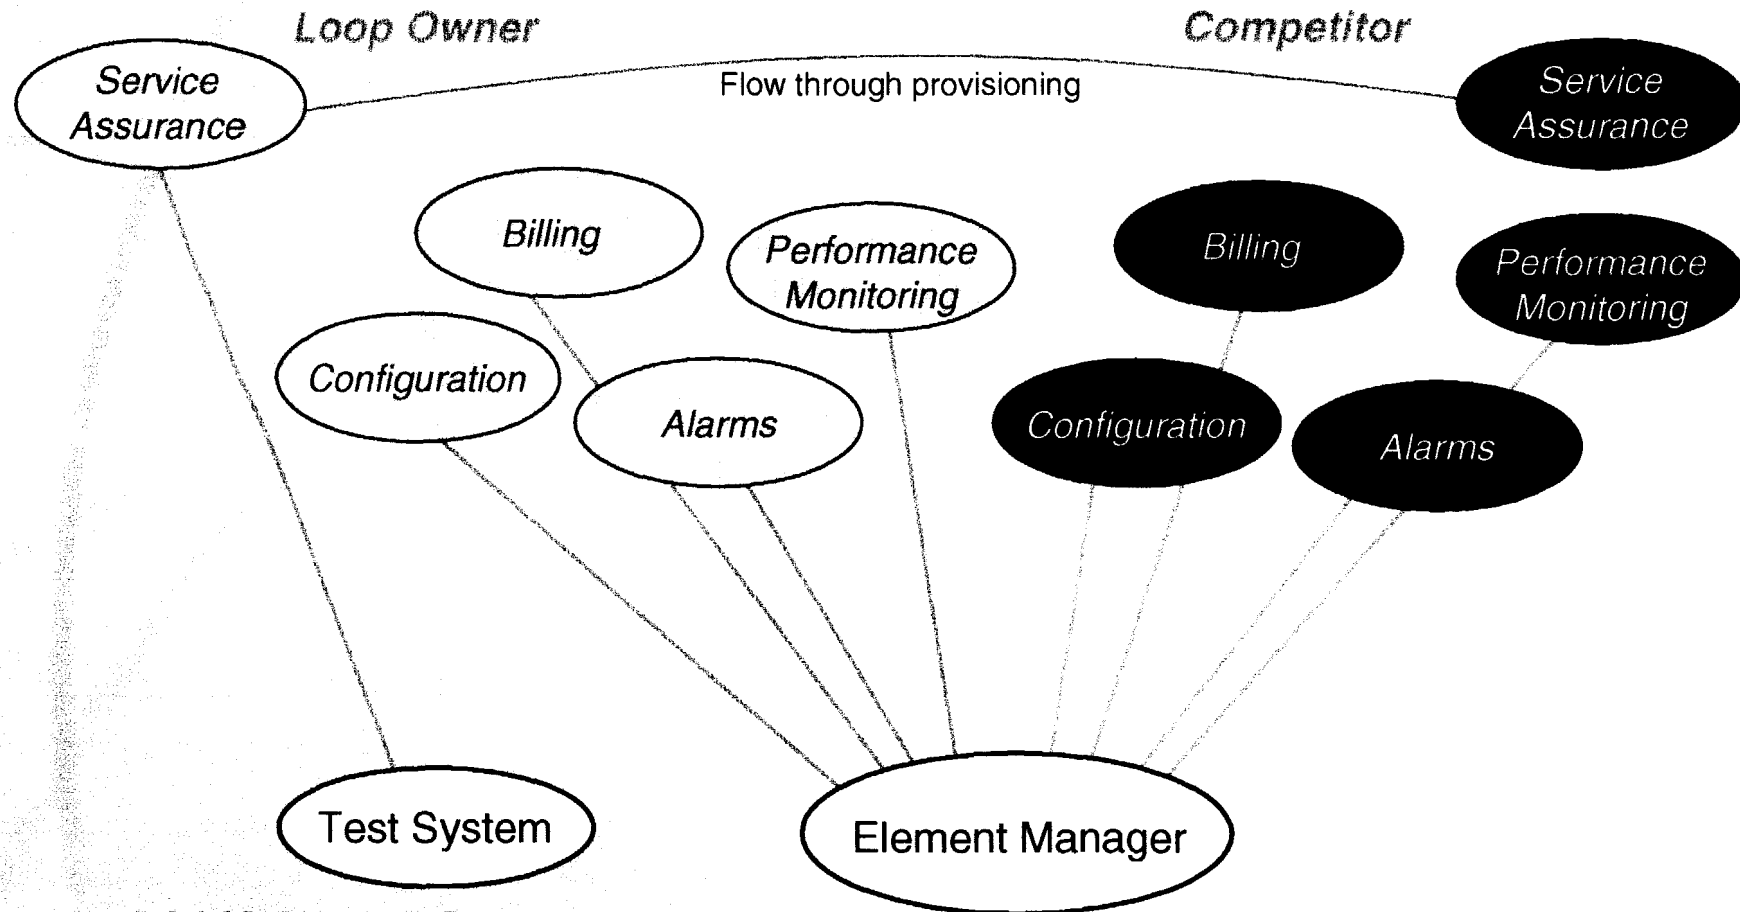 Loop Owner
Competitor
Service
Assurance
Flow through provisioning
Service
Assurance
Billing
Performance
Monitoring
Billing
Performance
Monitoring
Configuration
Alarms
Configuration
Alarms
Test System
Element Manager